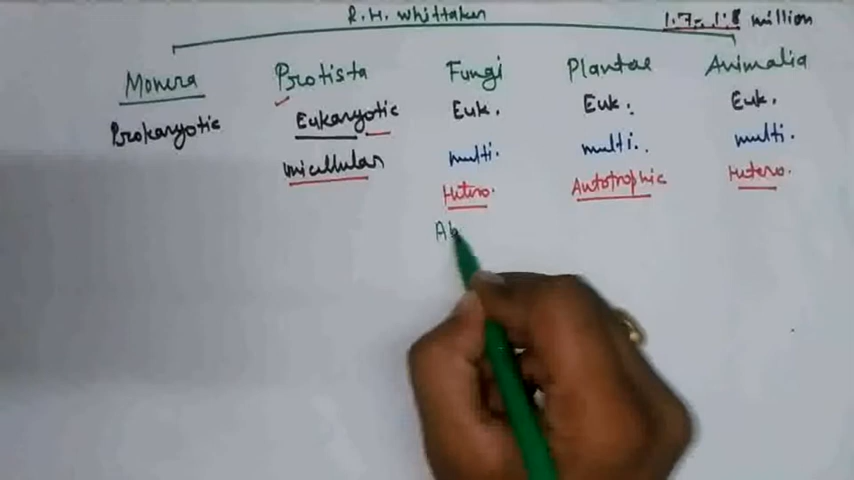 R.H. Whittaker
1.7-1.8 million
Monera Protista Fungi Plantae Animalia
Prokaryotic Eukaryotic Euk. Euk. Euk.
unicellular multi. multi. multi.
Hetero. Autotrophic Hetero.
Ab